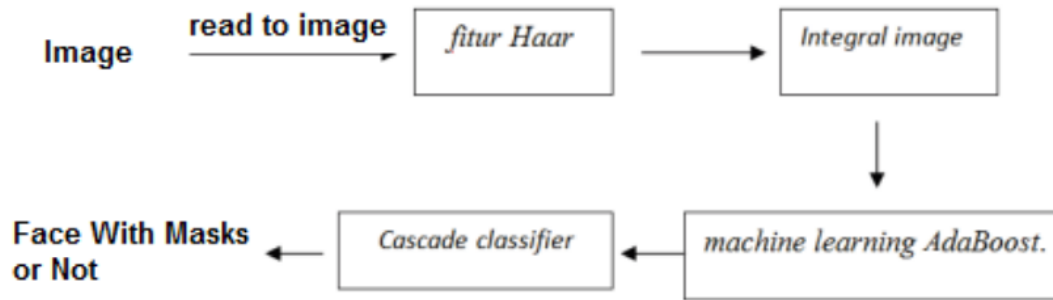 Image
read to image
fitur Haar
Integral image
machine learning AdaBoost.
Cascade classifier
Face With Masks
or Not